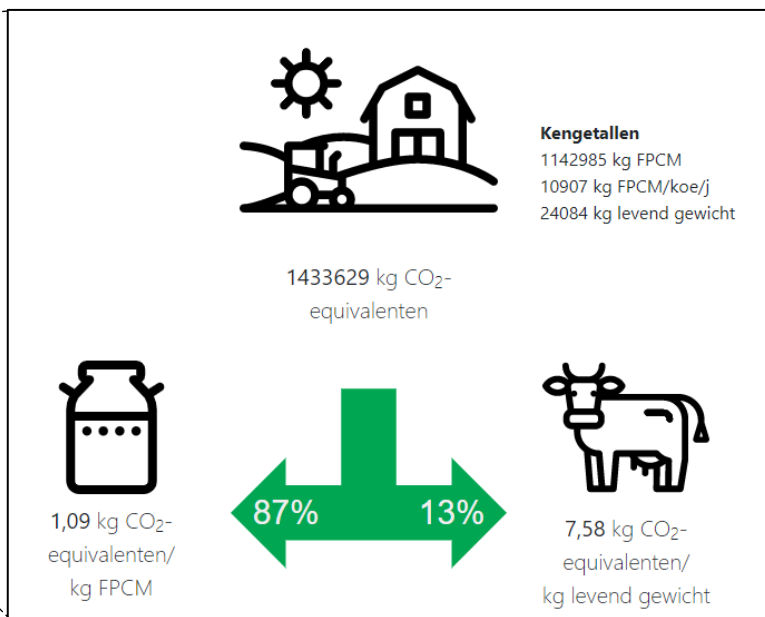 Kengetallen
1142985 kg FPCM
10907 kg FPCM/koe/j
24084 kg levend gewicht
1433629 kg CO₂-
equivalenten
87%
13%
1,09 kg CO₂-
equivalenten/
kg FPCM
7,58 kg CO₂-
equivalenten/
kg levend gewicht